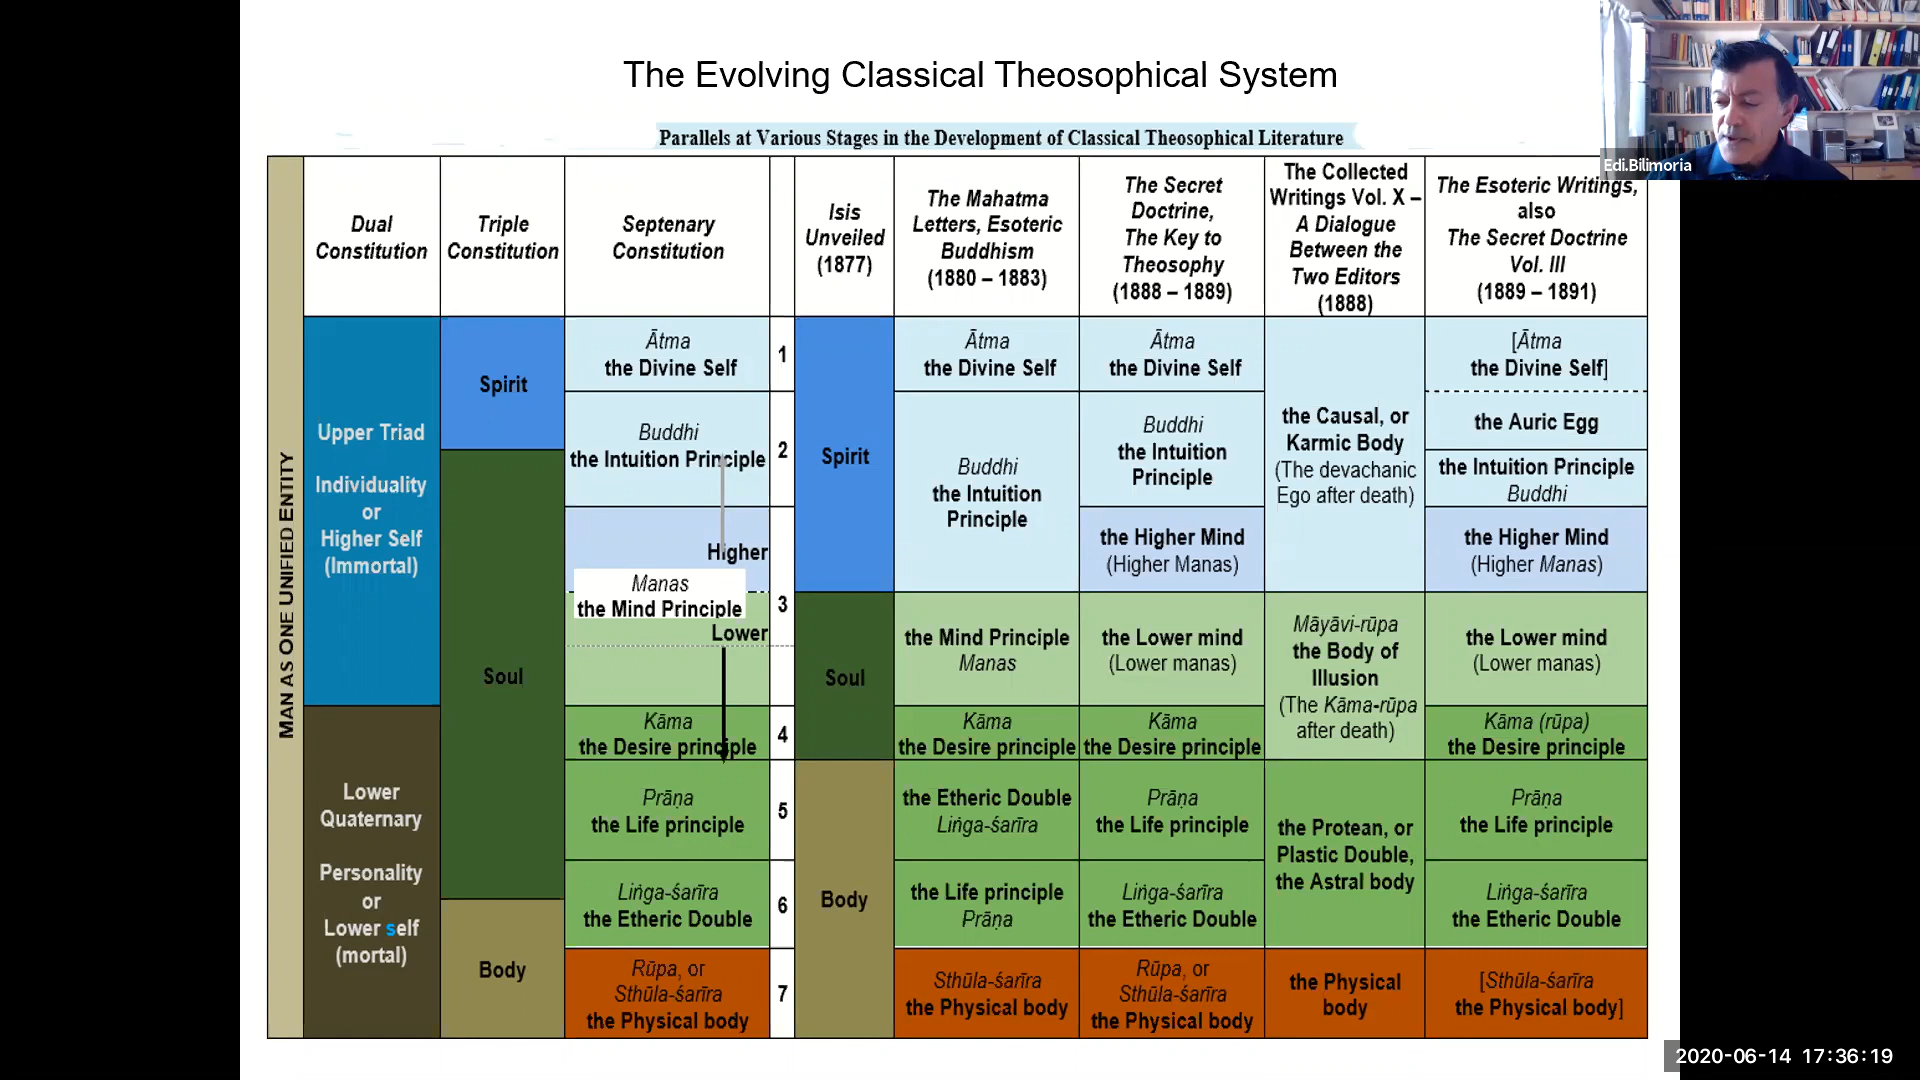 The Evolving Classical Theosophical System
Edi.Bilimoria
Parallels at Various Stages in the Development of Classical Theosophical Literature
MAN AS ONE UNIFIED ENTITY
Dual
Constitution
Triple
Constitution
Septenary
Constitution
Isis
Unveiled
(1877)
The Mahatma
Letters, Esoteric
Buddhism
(1880 – 1883)
The Secret
Doctrine,
The Key to
Theosophy
(1888 – 1889)
The Collected
Writings Vol. X –
A Dialogue
Between the
Two Editors
(1888)
The Esoteric Writings,
also
The Secret Doctrine
Vol. III
(1889 – 1891)
Upper Triad
Individuality
or
Higher Self
(Immortal)
Lower
Quaternary
Personality
or
Lower self
(mortal)
Spirit
Soul
Body
Ātma
the Divine Self
Buddhi
the Intuition Principle
Higher
Manas
the Mind Principle
Lower
Kāma
the Desire principle
Prāṇa
the Life principle
Liṅga-śarīra
the Etheric Double
Rūpa, or
Sthūla-śarīra
the Physical body
1
2
3
4
5
6
7
Spirit
Soul
Body
Ātma
the Divine Self
Buddhi
the Intuition
Principle
the Mind Principle
Manas
Kāma
the Desire principle
the Etheric Double
Liṅga-śarīra
the Life principle
Prāṇa
Sthūla-śarīra
the Physical body
Ātma
the Divine Self
Buddhi
the Intuition
Principle
the Higher Mind
(Higher Manas)
the Lower mind
(Lower manas)
Kāma
the Desire principle
Prāṇa
the Life principle
Liṅga-śarīra
the Etheric Double
Rūpa, or
Sthūla-śarīra
the Physical body
the Causal, or
Karmic Body
(The devachanic
Ego after death)
Māyāvi-rūpa
the Body of
Illusion
(The Kāma-rūpa
after death)
the Protean, or
Plastic Double,
the Astral body
the Physical
body
[Ātma
the Divine Self]
the Auric Egg
the Intuition Principle
Buddhi
the Higher Mind
(Higher Manas)
the Lower mind
(Lower manas)
Kāma (rūpa)
the Desire principle
Prāṇa
the Life principle
Liṅga-śarīra
the Etheric Double
[Sthūla-śarīra
the Physical body]
2020-06-14 17:36:19